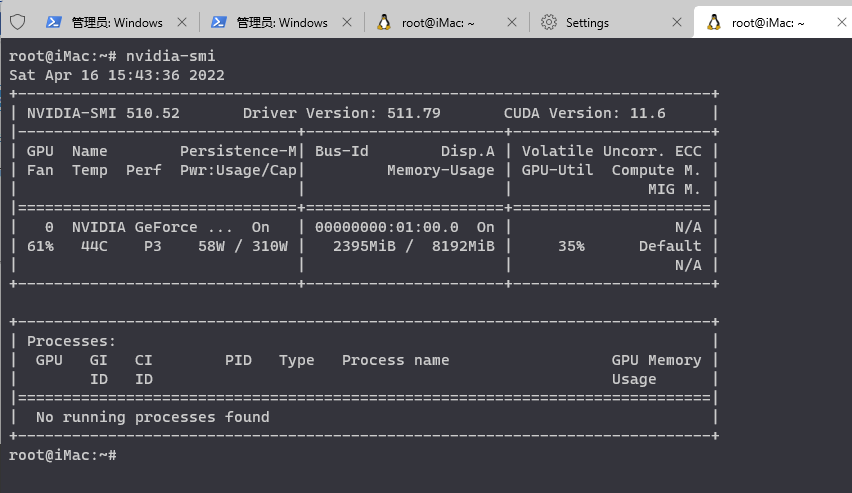 管理员: Windows
管理员: Windows
root@iMac: ~
Settings
root@iMac: ~
root@iMac:~# nvidia-smi
Sat Apr 16 15:43:36 2022
+-----------------------------------------------------------------------------+
| NVIDIA-SMI 510.52       Driver Version: 511.79       CUDA Version: 11.6     |
|-------------------------------+----------------------+----------------------+
| GPU  Name        Persistence-M| Bus-Id        Disp.A | Volatile Uncorr. ECC |
| Fan  Temp  Perf  Pwr:Usage/Cap|         Memory-Usage | GPU-Util  Compute M. |
|                               |                      |               MIG M. |
|===============================+======================+======================|
|   0  NVIDIA GeForce ...  On   | 00000000:01:00.0  On |                  N/A |
| 61%   44C    P3    58W / 310W |   2395MiB /  8192MiB |     35%      Default |
|                               |                      |                  N/A |
+-------------------------------+----------------------+----------------------+
+-----------------------------------------------------------------------------+
| Processes:                                                                  |
|  GPU   GI   CI        PID   Type   Process name                  GPU Memory |
|        ID   ID                                                   Usage      |
|=============================================================================|
|  No running processes found                                                 |
+-----------------------------------------------------------------------------+
root@iMac:~#